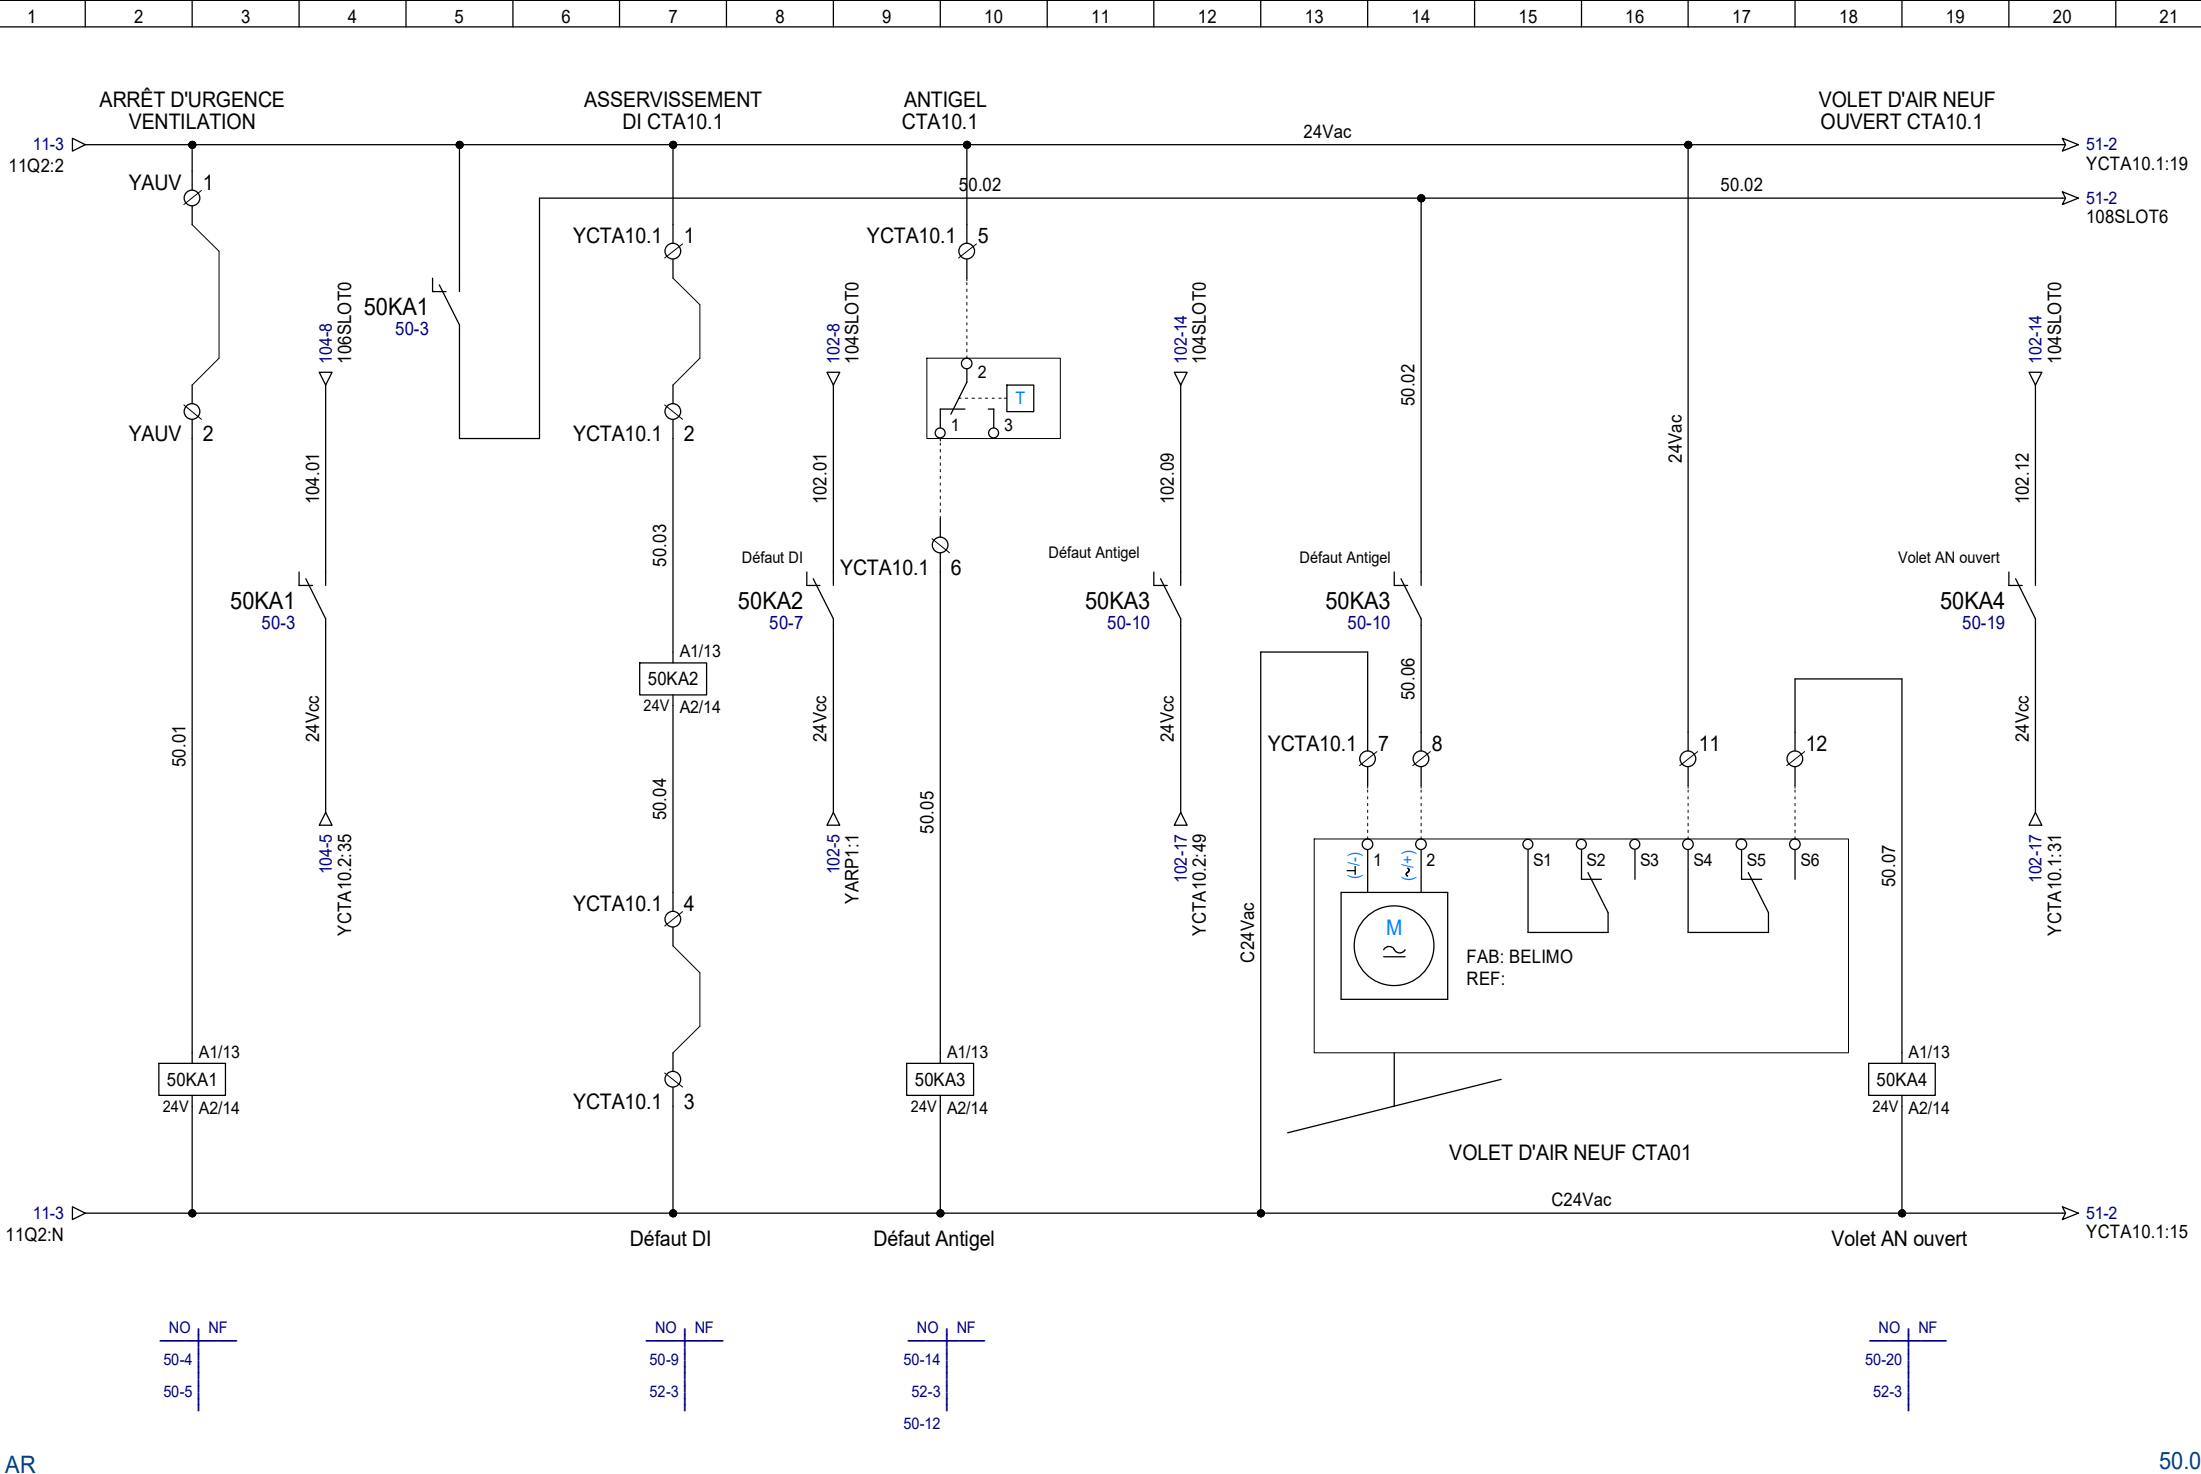 1 2 3 4 5 6 7 8 9 10 11 12 13 14 15 16 17 18 19 20 21
ARRÊT D'URGENCE
VENTILATION
ASSERVISSEMENT
DI CTA10.1
ANTIGEL
CTA10.1
VOLET D'AIR NEUF
OUVERT CTA10.1
24Vac
11-3
11Q2:2
51-2
YCTA10.1:19
50.02
50.02
51-2
108SLOT6
YAUV 1
YAUV 2
50.01
A1/13
50KA1
24V A2/14
104-8
106SLOT0
104.01
50KA1
50-3
24Vcc
104-5
YCTA10.2:35
50KA1
50-3
YCTA10.1 1
YCTA10.1 2
50.03
A1/13
50KA2
24V A2/14
50.04
YCTA10.1 4
YCTA10.1 3
102-8
104SLOT0
102.01
Défaut DI
50KA2
50-7
24Vcc
102-5
YARP1:1
YCTA10.1 5
2
T
1 3
YCTA10.1 6
50.05
A1/13
50KA3
24V A2/14
102-14
104SLOT0
102.09
Défaut Antigel
50KA3
50-10
24Vcc
102-17
YCTA10.2:49
50.02
Défaut Antigel
50KA3
50-10
50.06
C24Vac
YCTA10.1 7 8
24Vac
11 12
(⊥/-) 1 (~/+) 2 S1 S2 S3 S4 S5 S6
M
FAB: BELIMO
REF:
VOLET D'AIR NEUF CTA01
50.07
A1/13
50KA4
24V A2/14
102-14
104SLOT0
102.12
Volet AN ouvert
50KA4
50-19
24Vcc
102-17
YCTA10.1:31
C24Vac
11-3
11Q2:N
51-2
YCTA10.1:15
Défaut DI
Défaut Antigel
Volet AN ouvert
NO NF
50-4
50-5
NO NF
50-9
52-3
NO NF
50-14
52-3
50-12
NO NF
50-20
52-3
AR
50.0